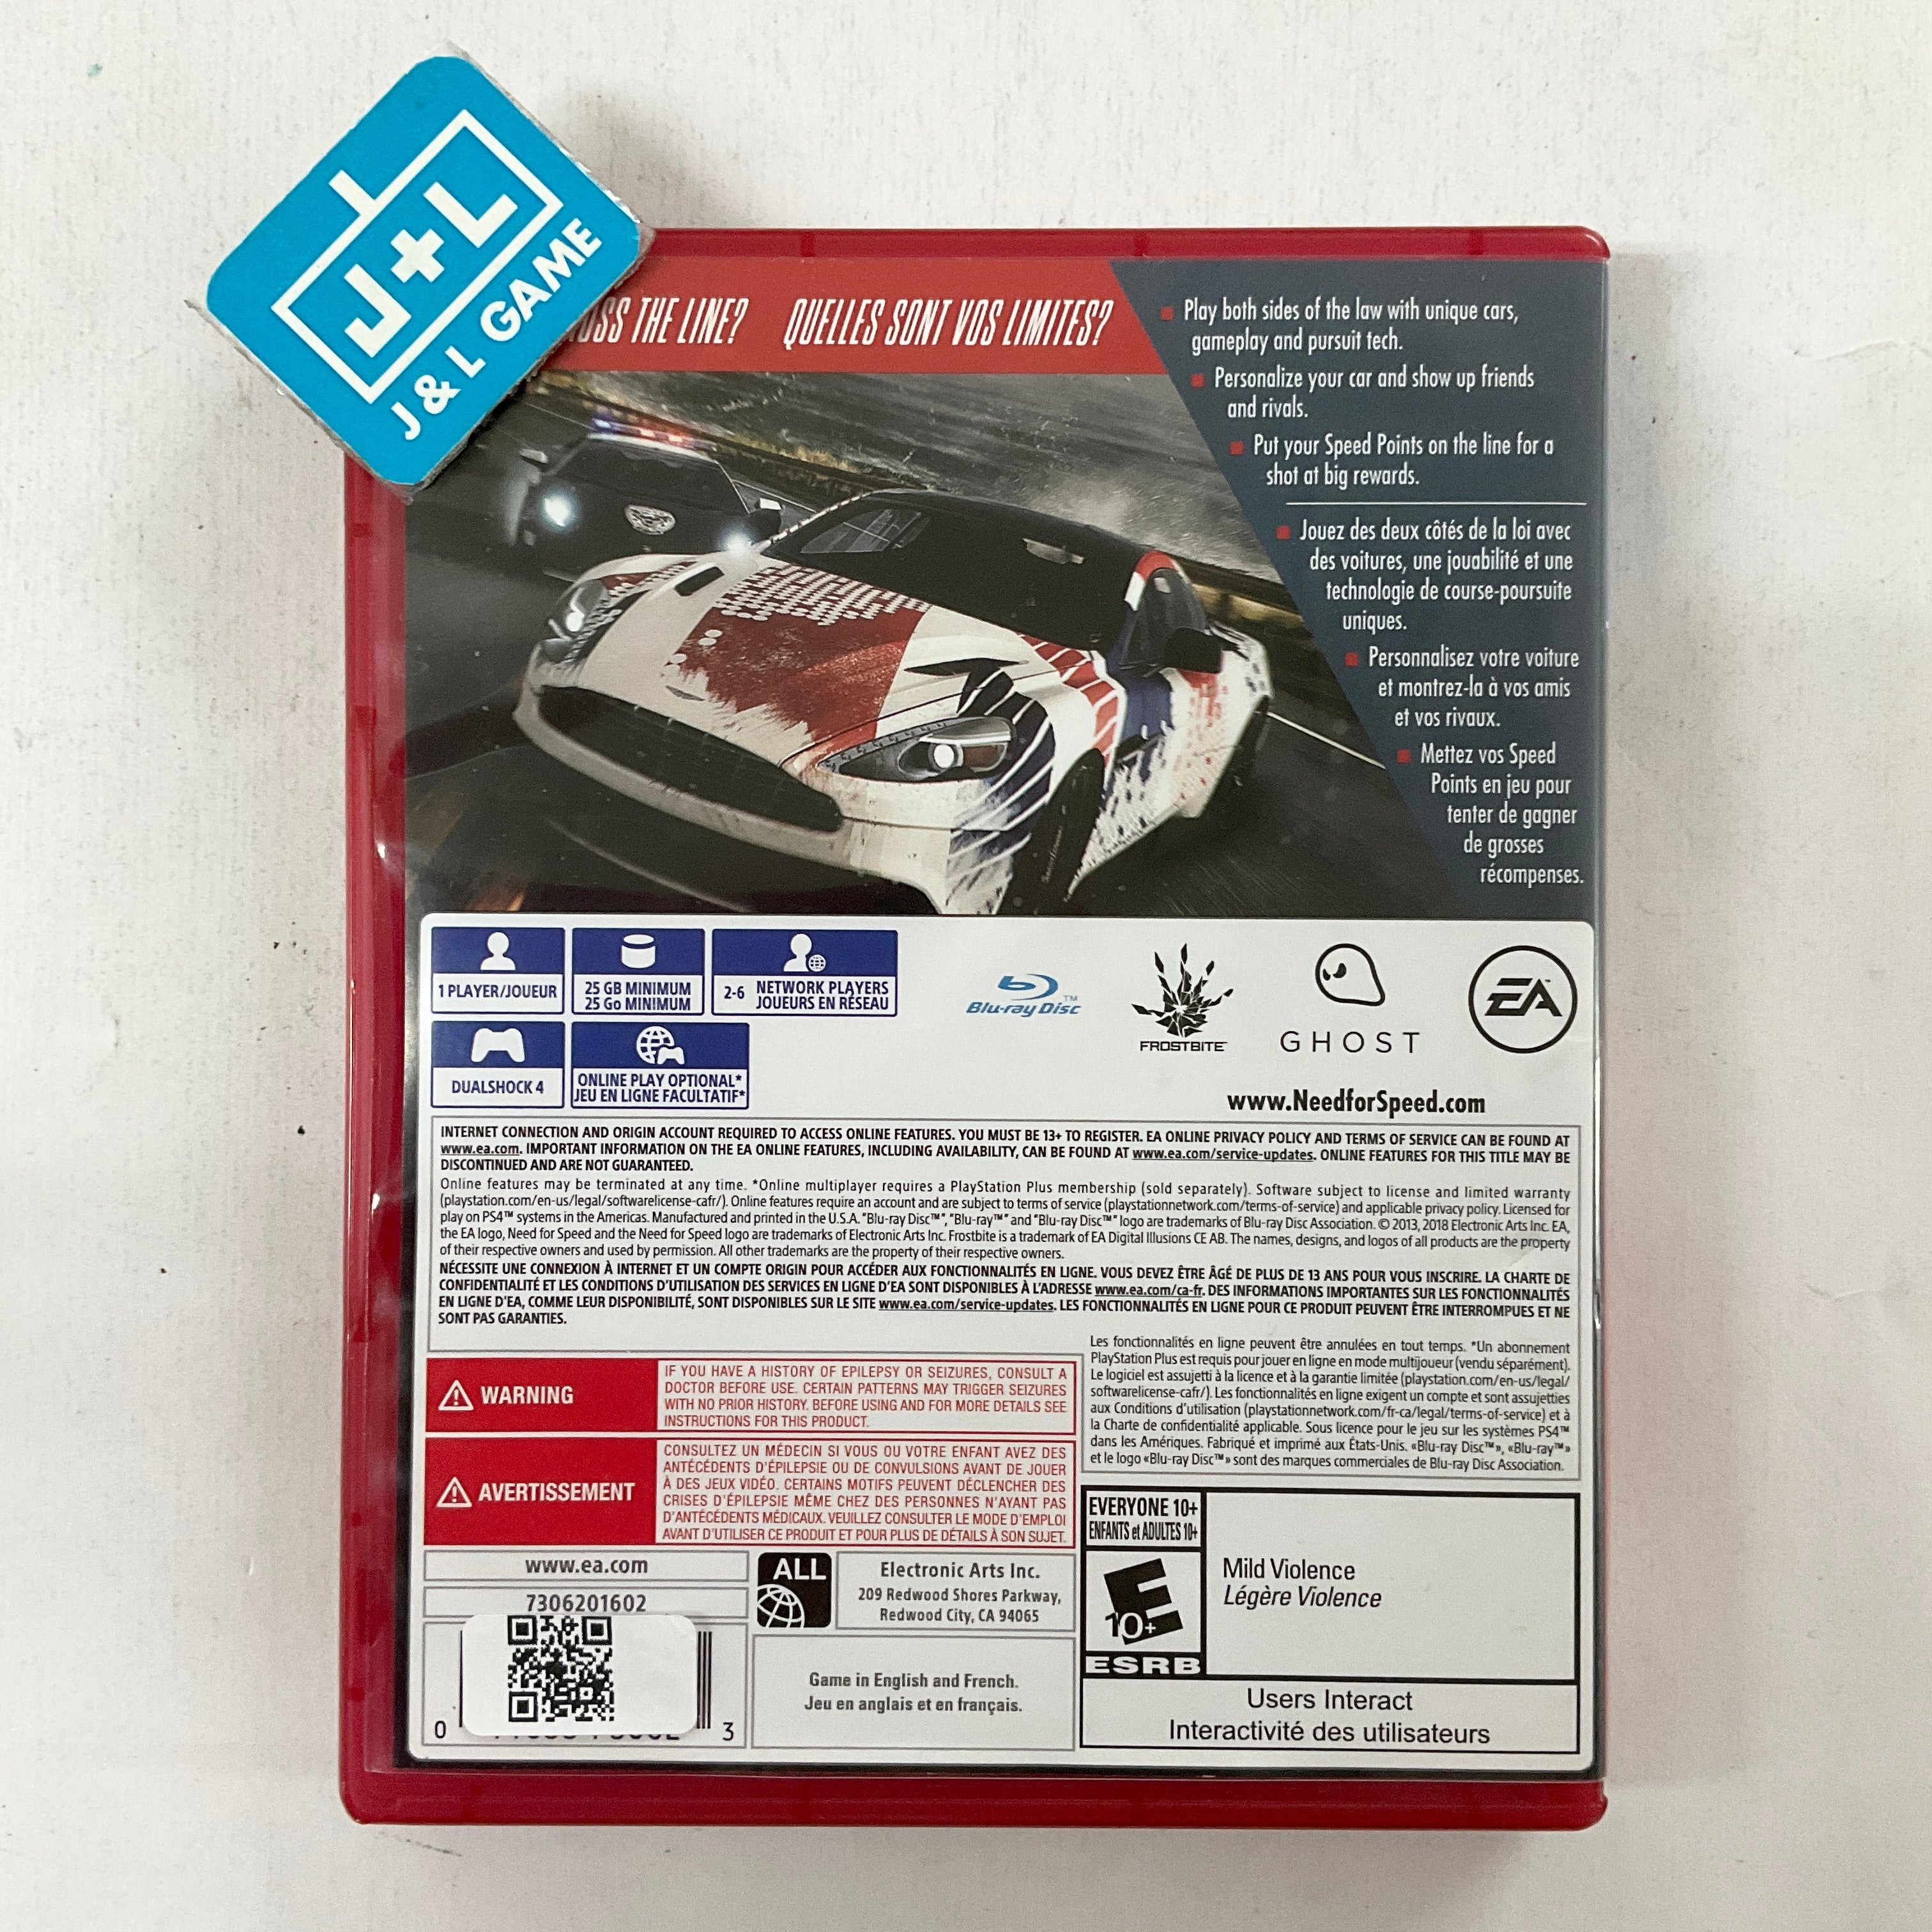 J+L
J & L GAME
THE LINE?
QUELLES SONT VOS LIMITES?
Play both sides of the law with unique cars,
gameplay and pursuit tech.
Personalize your car and show up friends
and rivals.
Put your Speed Points on the line for a
shot at big rewards.
Jouez des deux côtés de la loi avec
des voitures, une jouabilité et une
technologie de course-poursuite
uniques.
Personnalisez votre voiture
et montrez-la à vos amis
et vos rivaux.
Mettez vos Speed
Points en jeu pour
tenter de gagner
de grosses
récompenses.
1 PLAYER/JOUEUR
25 GB MINIMUM
25 Go MINIMUM
2-6 NETWORK PLAYERS
JOUEURS EN RÉSEAU
DUALSHOCK 4
ONLINE PLAY OPTIONAL*
JEU EN LIGNE FACULTATIF*
Blu-ray Disc™
FROSTBITE™
GHOST
EA™
www.NeedforSpeed.com
INTERNET CONNECTION AND ORIGIN ACCOUNT REQUIRED TO ACCESS ONLINE FEATURES. YOU MUST BE 13+ TO REGISTER. EA ONLINE PRIVACY POLICY AND TERMS OF SERVICE CAN BE FOUND AT
www.ea.com. IMPORTANT INFORMATION ON THE EA ONLINE FEATURES, INCLUDING AVAILABILITY, CAN BE FOUND AT www.ea.com/service-updates. ONLINE FEATURES FOR THIS TITLE MAY BE
DISCONTINUED AND ARE NOT GUARANTEED.
Online features may be terminated at any time. *Online multiplayer requires a PlayStation Plus membership (sold separately). Software subject to license and limited warranty
(playstation.com/en-us/legal/softwarelicense-cafr/). Online features require an account and are subject to terms of service (playstationnetwork.com/terms-of-service) and applicable privacy policy. Licensed for
play on PS4™ systems in the Americas. Manufactured and printed in the U.S.A. "Blu-ray Disc™", "Blu-ray™" and "Blu-ray Disc™" logo are trademarks of Blu-ray Disc Association. © 2013, 2018 Electronic Arts Inc. EA,
the EA logo, Need for Speed and the Need for Speed logo are trademarks of Electronic Arts Inc. Frostbite is a trademark of EA Digital Illusions CE AB. The names, designs, and logos of all products are the property
of their respective owners and used by permission. All other trademarks are the property of their respective owners.
NÉCESSITE UNE CONNEXION À INTERNET ET UN COMPTE ORIGIN POUR ACCÉDER AUX FONCTIONNALITÉS EN LIGNE. VOUS DEVEZ ÊTRE ÂGÉ DE PLUS DE 13 ANS POUR VOUS INSCRIRE. LA CHARTE DE
CONFIDENTIALITÉ ET LES CONDITIONS D'UTILISATION DES SERVICES EN LIGNE D'EA SONT DISPONIBLES À L'ADRESSE www.ea.com/ca-fr. DES INFORMATIONS IMPORTANTES SUR LES FONCTIONNALITÉS
EN LIGNE D'EA, COMME LEUR DISPONIBILITÉ, SONT DISPONIBLES SUR LE SITE www.ea.com/service-updates. LES FONCTIONNALITÉS EN LIGNE POUR CE PRODUIT PEUVENT ÊTRE INTERROMPUES ET NE
SONT PAS GARANTIES.
Les fonctionnalités en ligne peuvent être annulées en tout temps. *Un abonnement
PlayStation Plus est requis pour jouer en ligne en mode multijoueur (vendu séparément).
Le logiciel est assujetti à la licence et à la garantie limitée (playstation.com/en-us/legal/
softwarelicense-cafr/). Les fonctionnalités en ligne exigent un compte et sont assujetties
aux Conditions d'utilisation (playstationnetwork.com/fr-ca/legal/terms-of-service) et à
la Charte de confidentialité applicable. Sous licence pour le jeu sur les systèmes PS4™
dans les Amériques. Fabriqué et imprimé aux États-Unis. «Blu-ray Disc™», «Blu-ray™»
et le logo «Blu-ray Disc™» sont des marques commerciales de Blu-ray Disc Association.
WARNING
IF YOU HAVE A HISTORY OF EPILEPSY OR SEIZURES, CONSULT A
DOCTOR BEFORE USE. CERTAIN PATTERNS MAY TRIGGER SEIZURES
WITH NO PRIOR HISTORY. BEFORE USING AND FOR MORE DETAILS SEE
INSTRUCTIONS FOR THIS PRODUCT.
AVERTISSEMENT
CONSULTEZ UN MÉDECIN SI VOUS OU VOTRE ENFANT AVEZ DES
ANTÉCÉDENTS D'ÉPILEPSIE OU DE CONVULSIONS AVANT DE JOUER
À DES JEUX VIDÉO. CERTAINS MOTIFS PEUVENT DÉCLENCHER DES
CRISES D'ÉPILEPSIE MÊME CHEZ DES PERSONNES N'AYANT PAS
D'ANTÉCÉDENTS MÉDICAUX. VEUILLEZ CONSULTER LE MODE D'EMPLOI
AVANT D'UTILISER CE PRODUIT ET POUR PLUS DE DÉTAILS À SON SUJET.
www.ea.com
7306201602
0
3
ALL
Electronic Arts Inc.
209 Redwood Shores Parkway,
Redwood City, CA 94065
Game in English and French.
Jeu en anglais et en français.
EVERYONE 10+
ENFANTS et ADULTES 10+
E
10+
ESRB
Mild Violence
Légère Violence
Users Interact
Interactivité des utilisateurs